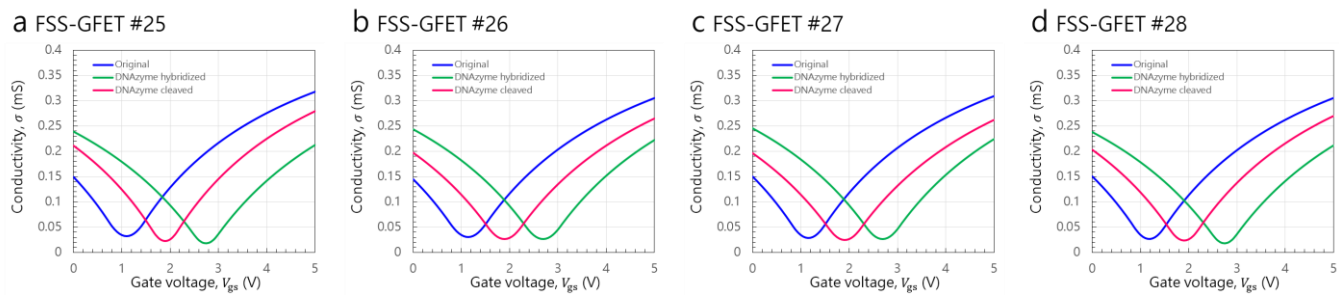 a FSS-GFET #25
0.4
0.35
0.3
0.25
0.2
0.15
0.1
0.05
0
Conductivity, σ (mS)
Original
DNAzyme hybridized
DNAzyme cleaved
0 1 2 3 4 5
Gate voltage, Vgs (V)
b FSS-GFET #26
0.4
0.35
0.3
0.25
0.2
0.15
0.1
0.05
0
Conductivity, σ (mS)
Original
DNAzyme hybridized
DNAzyme cleaved
0 1 2 3 4 5
Gate voltage, Vgs (V)
c FSS-GFET #27
0.4
0.35
0.3
0.25
0.2
0.15
0.1
0.05
0
Conductivity, σ (mS)
Original
DNAzyme hybridized
DNAzyme cleaved
0 1 2 3 4 5
Gate voltage, Vgs (V)
d FSS-GFET #28
0.4
0.35
0.3
0.25
0.2
0.15
0.1
0.05
0
Conductivity, σ (mS)
Original
DNAzyme hybridized
DNAzyme cleaved
0 1 2 3 4 5
Gate voltage, Vgs (V)